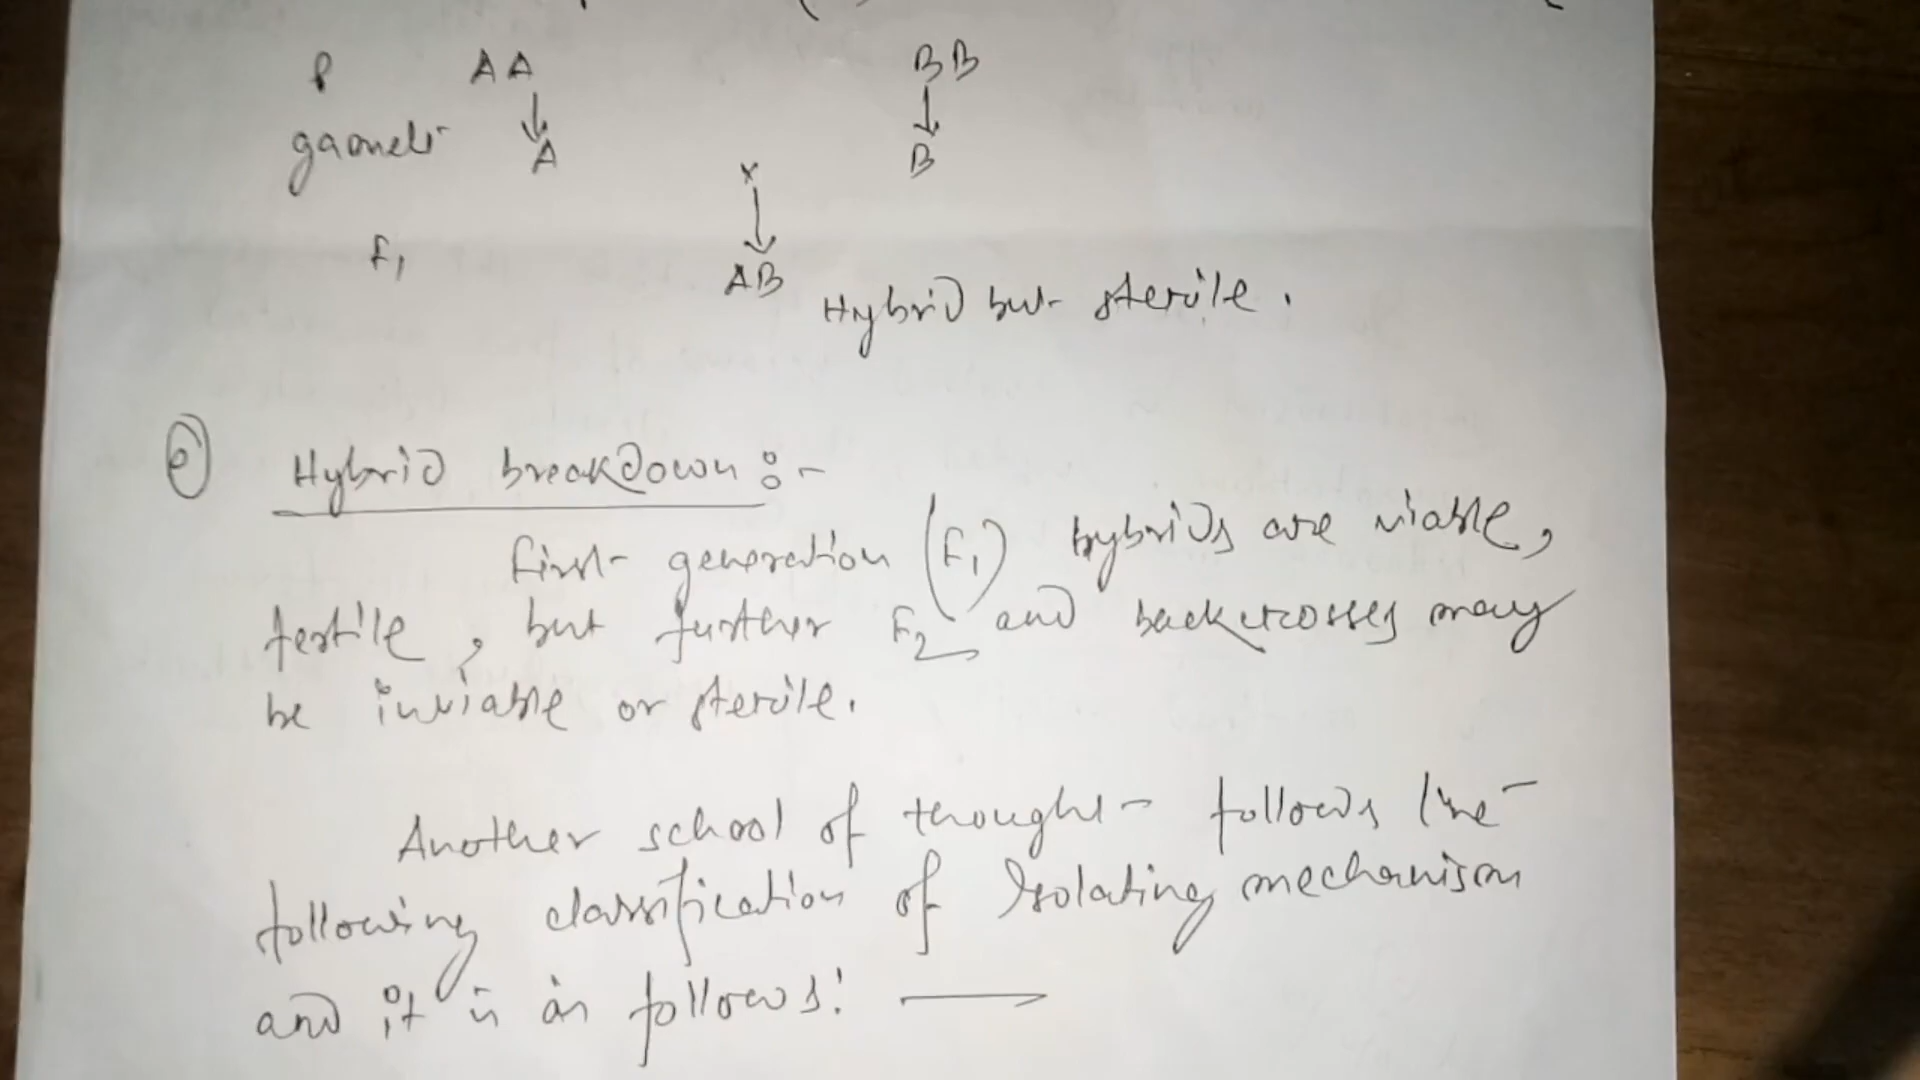 P AA BB
gamets A B
x
F1 AB Hybrid but sterile.
e Hybrid breakdown :-
First generation (F1) hybrids are viable,
fertile, but further F2 and backcrosses may
be inviable or sterile.
Another school of thought follows the
following classification of Isolating mechanism
and it is as follows: —